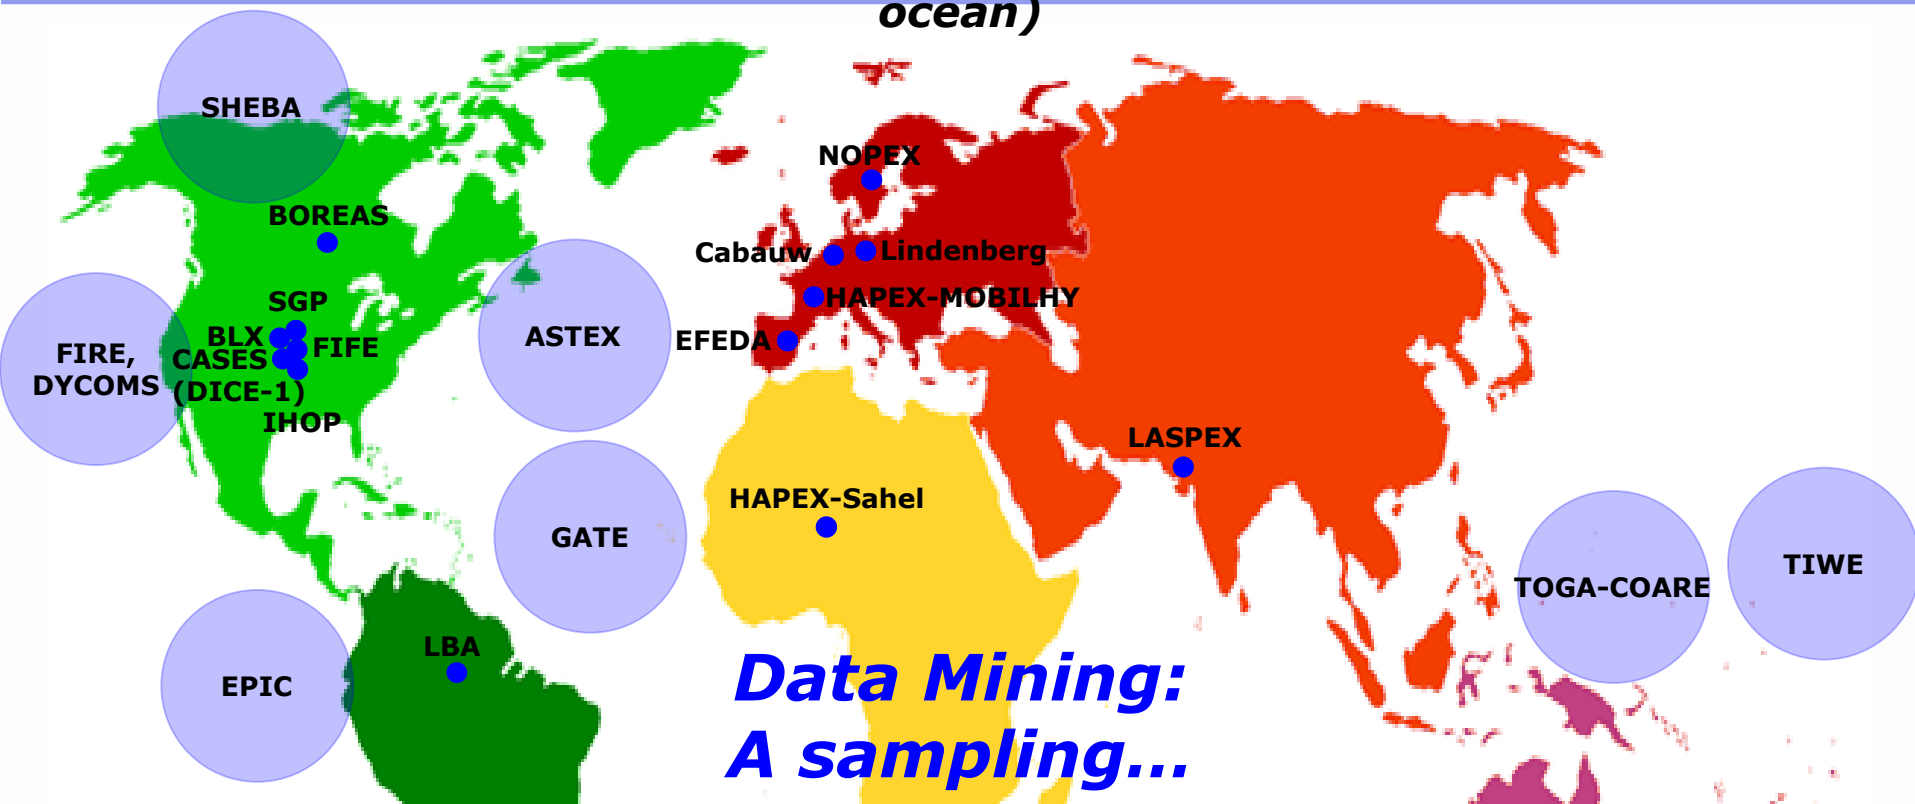 ocean)
SHEBA
NOPEX
BOREAS
Cabauw
Lindenberg
SGP
HAPEX-MOBILHY
BLX
FIFE
ASTEX
EFEDA
FIRE,
DYCOMS
CASES
(DICE-1)
IHOP
LASPEX
HAPEX-Sahel
GATE
TIWE
TOGA-COARE
LBA
EPIC
Data Mining:
A sampling...